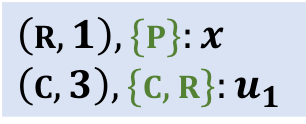 (R, 1), {P}: x
(C, 3), {C, R}: u₁